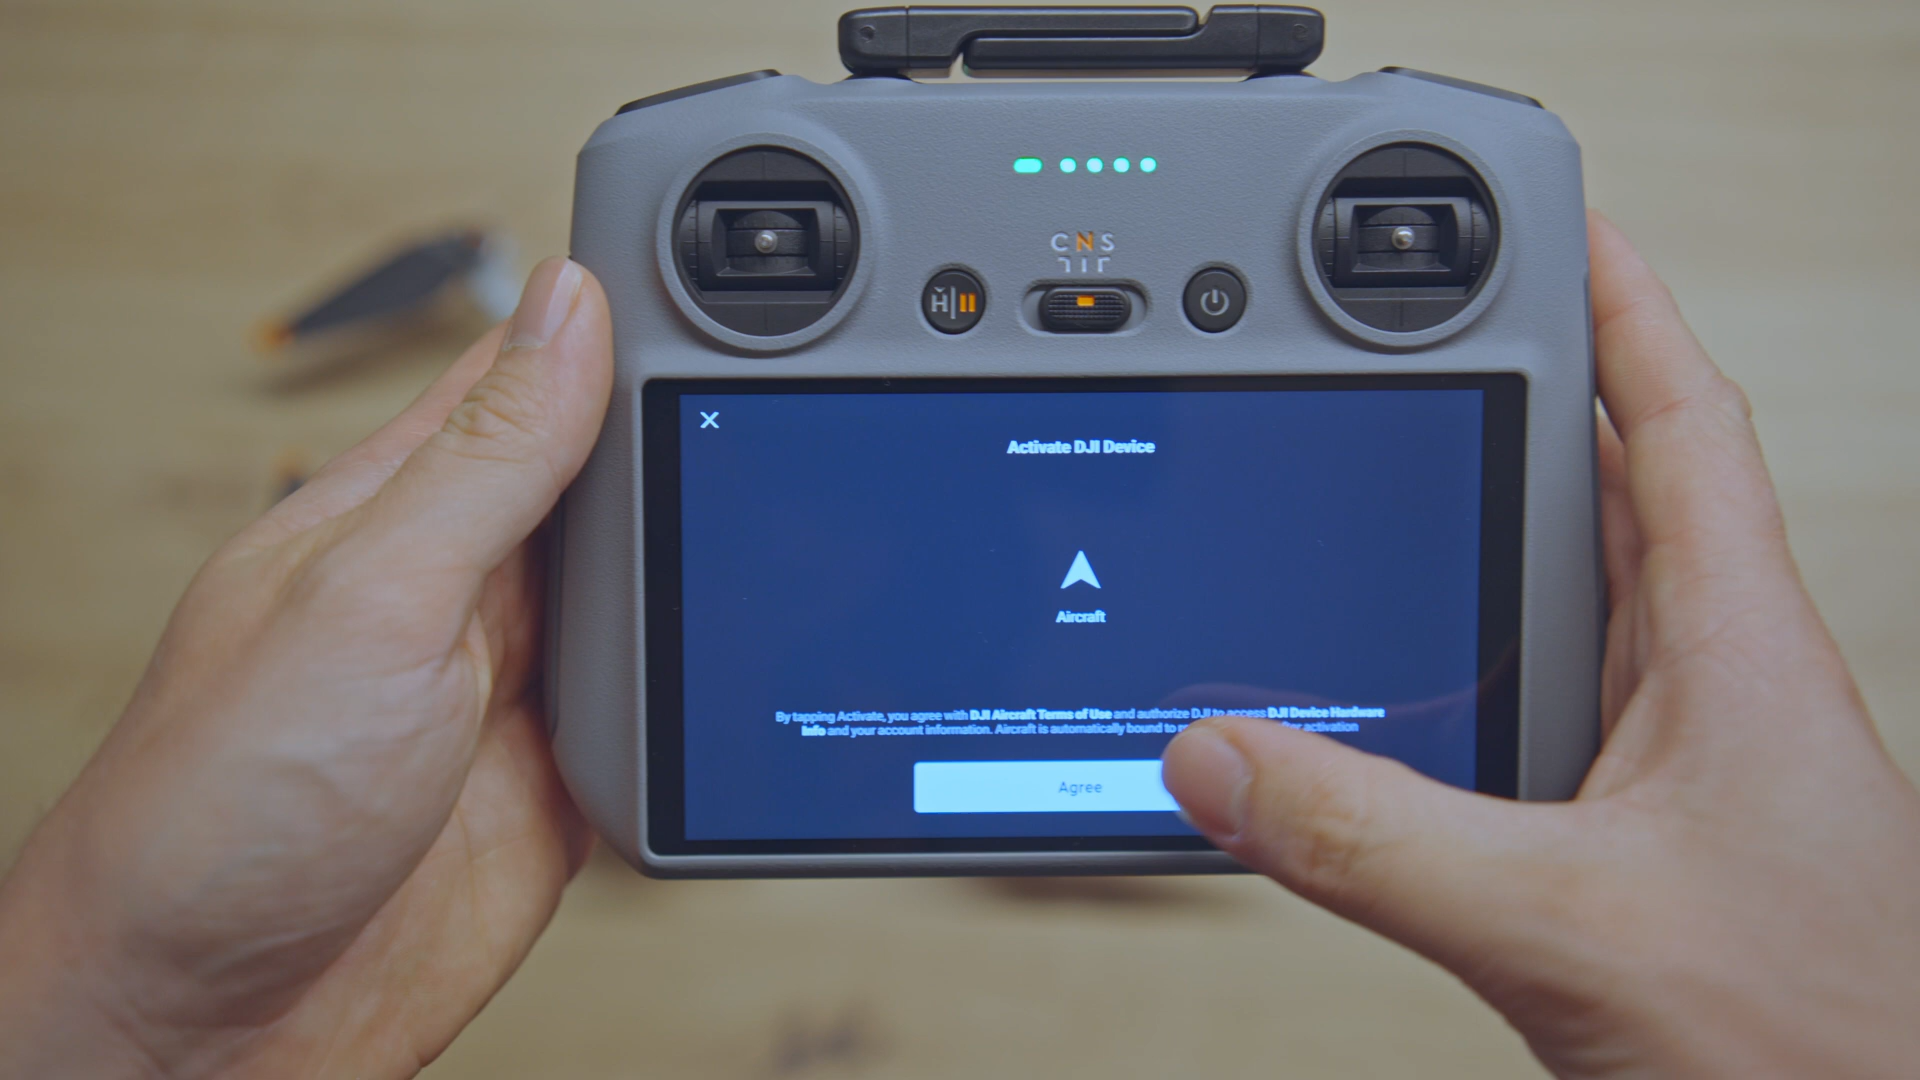 C N S
H
Activate DJI Device
Aircraft
By tapping Activate, you agree with DJI Aircraft Terms of Use and authorize DJI to access DJI Device Hardware
Info and your account information. Aircraft is automatically bound to activation
Agree